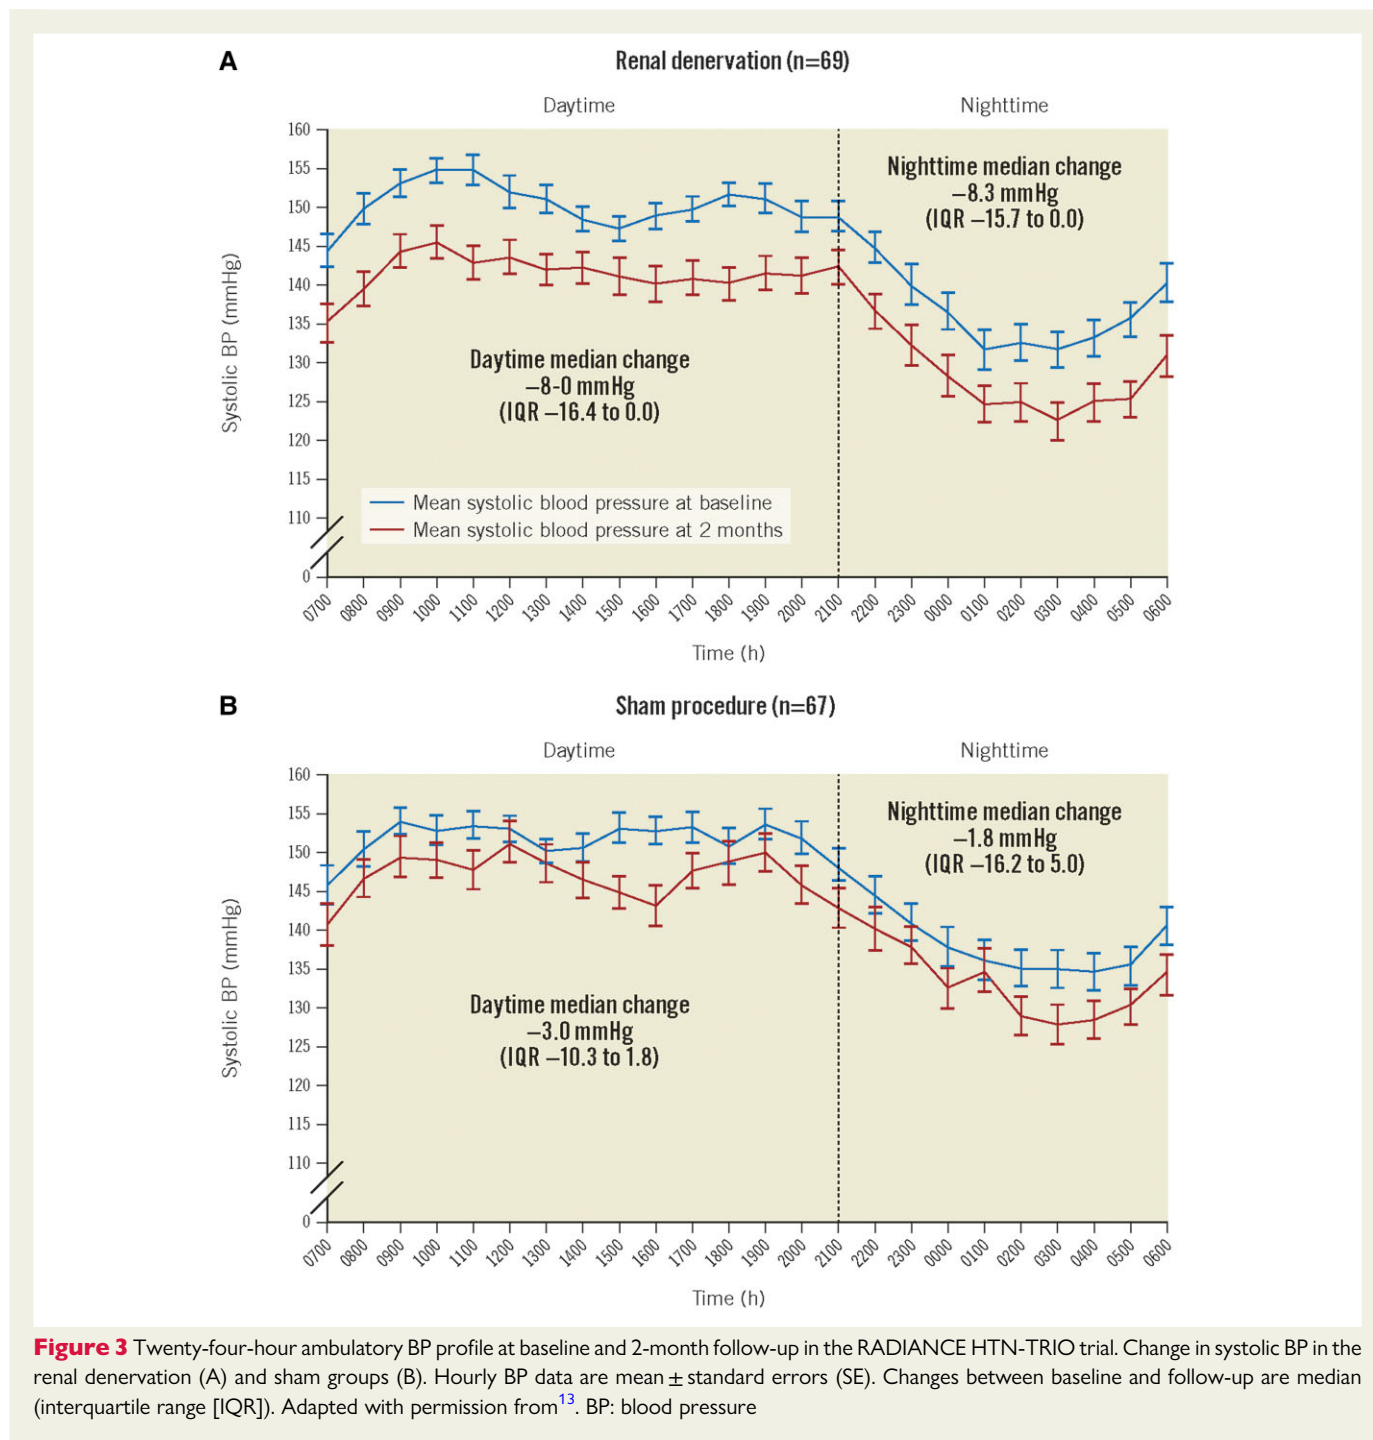 A
Renal denervation (n=69)
Daytime
Nighttime
160
155
150
145
140
135
130
125
120
115
110
0
Systolic BP (mmHg)
Nighttime median change
–8.3 mmHg
(IQR –15.7 to 0.0)
Daytime median change
–8-0 mmHg
(IQR –16.4 to 0.0)
Mean systolic blood pressure at baseline
Mean systolic blood pressure at 2 months
0700 0800 0900 1000 1100 1200 1300 1400 1500 1600 1700 1800 1900 2000 2100 2200 2300 0000 0100 0200 0300 0400 0500 0600
Time (h)
B
Sham procedure (n=67)
Daytime
Nighttime
160
155
150
145
140
135
130
125
120
115
110
0
Systolic BP (mmHg)
Nighttime median change
–1.8 mmHg
(IQR –16.2 to 5.0)
Daytime median change
–3.0 mmHg
(IQR –10.3 to 1.8)
0700 0800 0900 1000 1100 1200 1300 1400 1500 1600 1700 1800 1900 2000 2100 2200 2300 0000 0100 0200 0300 0400 0500 0600
Time (h)
Figure 3 Twenty-four-hour ambulatory BP profile at baseline and 2-month follow-up in the RADIANCE HTN-TRIO trial. Change in systolic BP in the
renal denervation (A) and sham groups (B). Hourly BP data are mean ± standard errors (SE). Changes between baseline and follow-up are median
(interquartile range [IQR]). Adapted with permission from13. BP: blood pressure